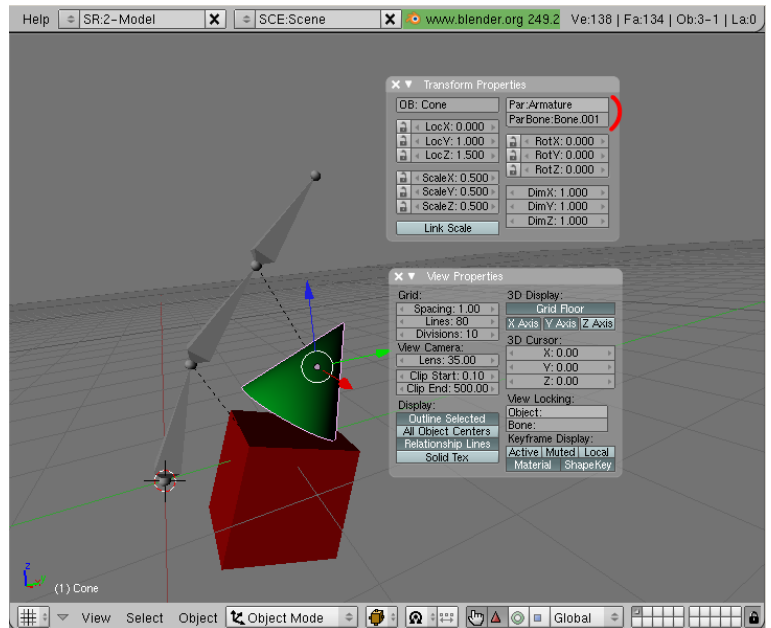 Help SR:2-Model X SCE:Scene X www.blender.org 249.2 Ve:138 | Fa:134 | Ob:3-1 | La:0
Transform Properties
OB: Cone
Par:Armature
ParBone:Bone.001
LocX: 0.000
LocY: 1.000
LocZ: 1.500
RotX: 0.000
RotY: 0.000
RotZ: 0.000
ScaleX: 0.500
ScaleY: 0.500
ScaleZ: 0.500
DimX: 1.000
DimY: 1.000
DimZ: 1.000
Link Scale
View Properties
Grid:
Spacing: 1.00
Lines: 80
Divisions: 10
View Camera:
Lens: 35.00
Clip Start: 0.10
Clip End: 500.00
Display:
Outline Selected
All Object Centers
Relationship Lines
Solid Tex
3D Display:
Grid Floor
X Axis Y Axis Z Axis
3D Cursor:
X: 0.00
Y: 0.00
Z: 0.00
View Locking:
Object:
Bone:
Keyframe Display:
Active Muted Local
Material ShapeKey
z
(1) Cone
View Select Object Object Mode Global